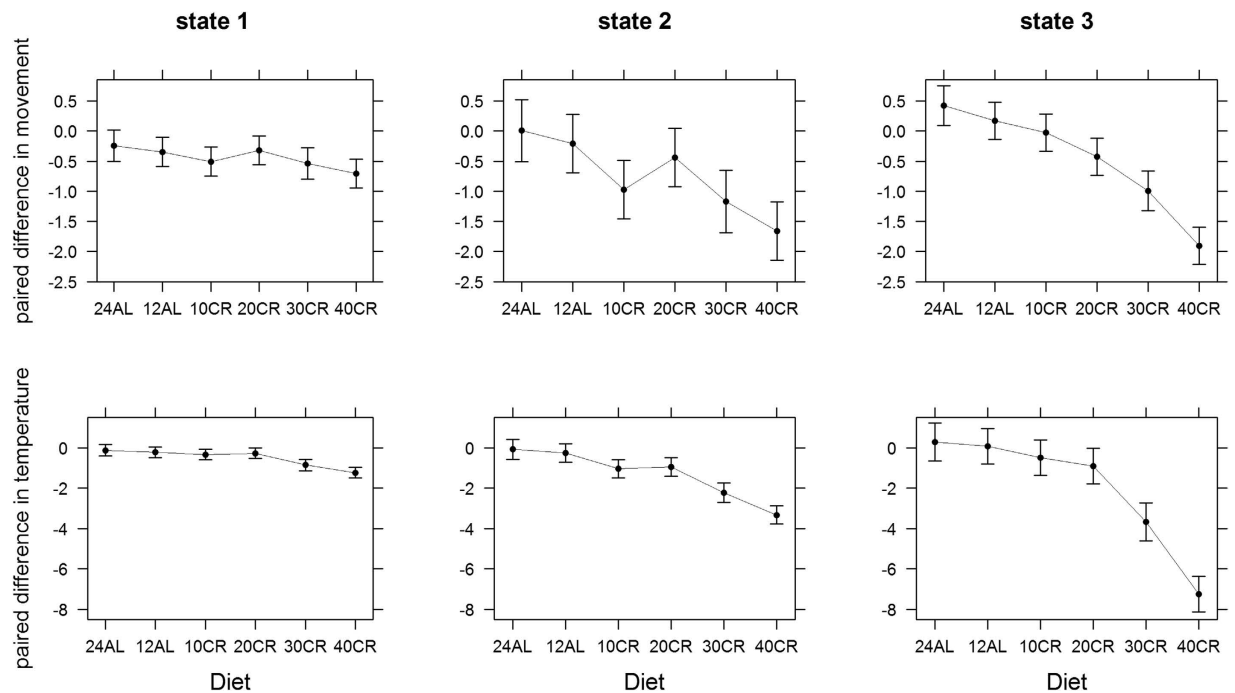 state 1 state 2 state 3
paired difference in movement
0.5 0.5 0.5
0.0 0.0 0.0
-0.5 -0.5 -0.5
-1.0 -1.0 -1.0
-1.5 -1.5 -1.5
-2.0 -2.0 -2.0
-2.5 -2.5 -2.5
24AL 12AL 10CR 20CR 30CR 40CR 24AL 12AL 10CR 20CR 30CR 40CR 24AL 12AL 10CR 20CR 30CR 40CR
paired difference in temperature
0 0 0
-2 -2 -2
-4 -4 -4
-6 -6 -6
-8 -8 -8
24AL 12AL 10CR 20CR 30CR 40CR 24AL 12AL 10CR 20CR 30CR 40CR 24AL 12AL 10CR 20CR 30CR 40CR
Diet Diet Diet